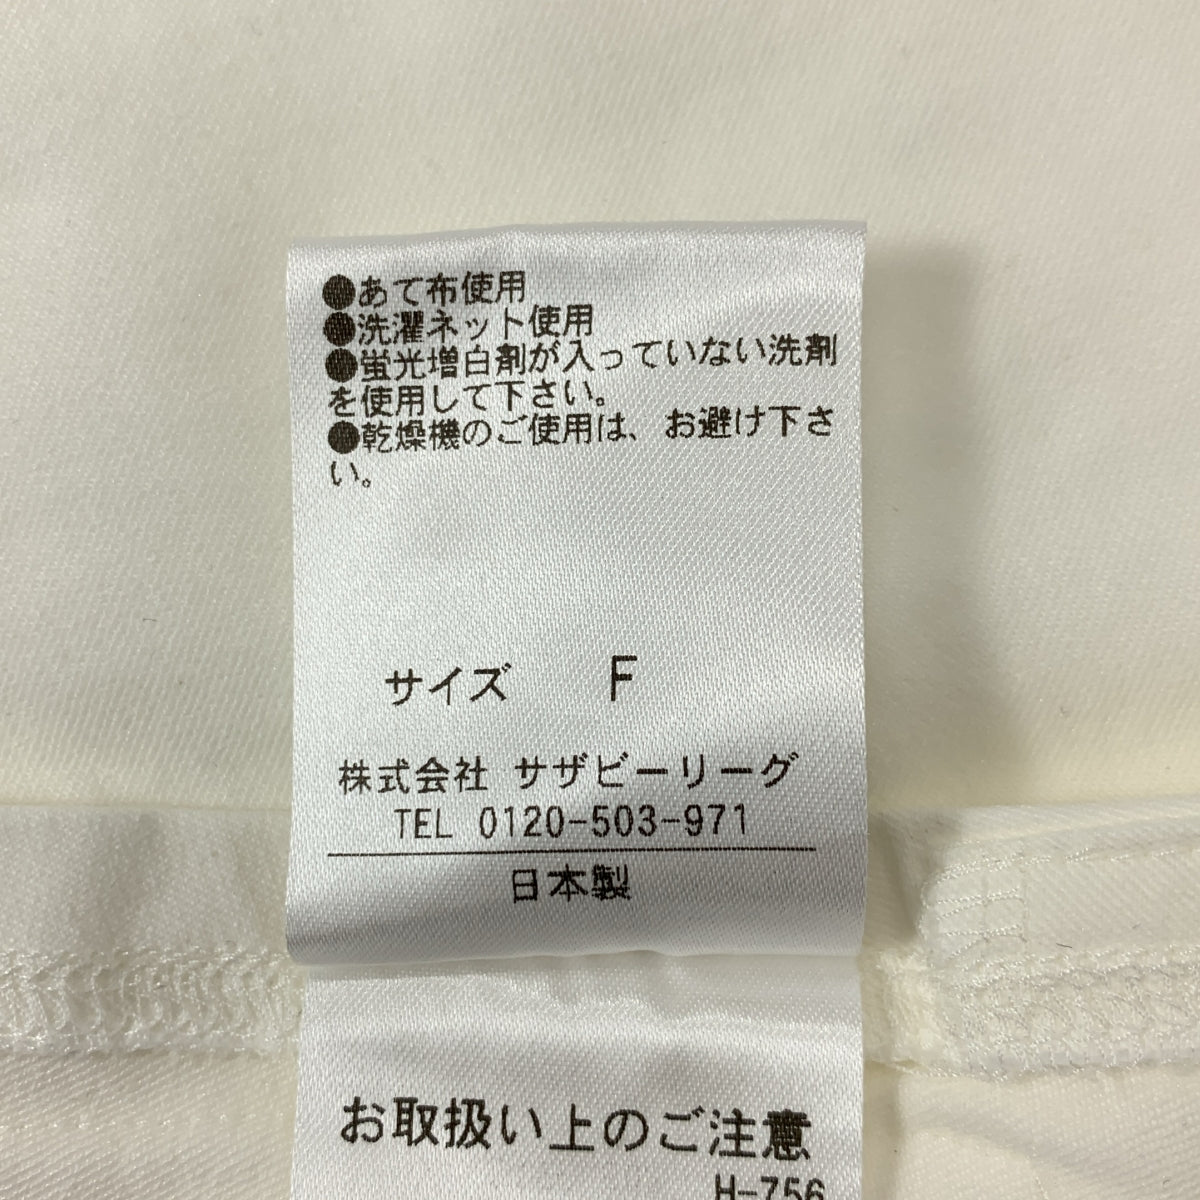 ●あて布使用
●洗濯ネット使用
●蛍光増白剤が入っていない洗剤
を使用して下さい。
●乾燥機のご使用は、お避け下さ
い。
サイズ F
株式会社 サザビーリーグ
TEL 0120-503-971
日本製
お取扱い上のご注意
H-756